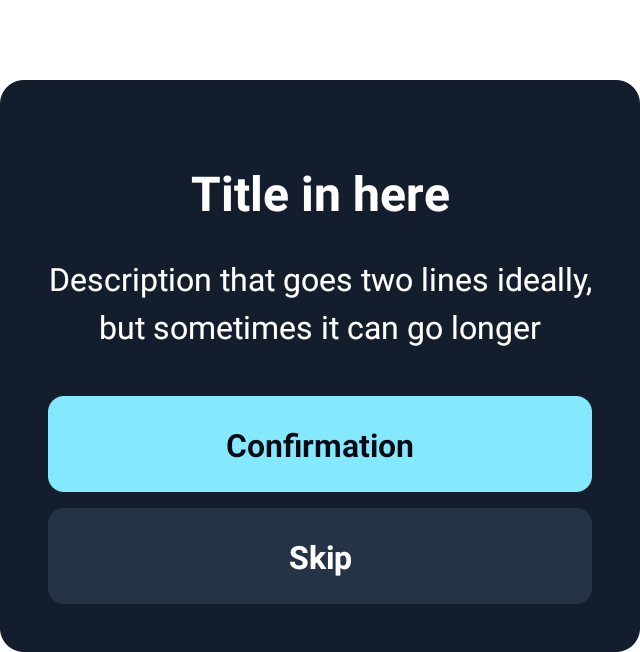 Title in here
Description that goes two lines ideally,
but sometimes it can go longer
Confirmation
Skip